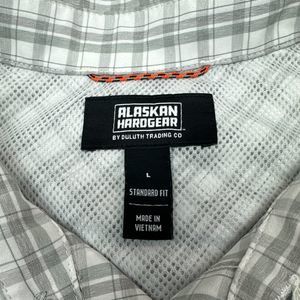 ALASKAN
HARDGEAR
BY DULUTH TRADING CO
L
STANDARD FIT
MADE IN
VIETNAM